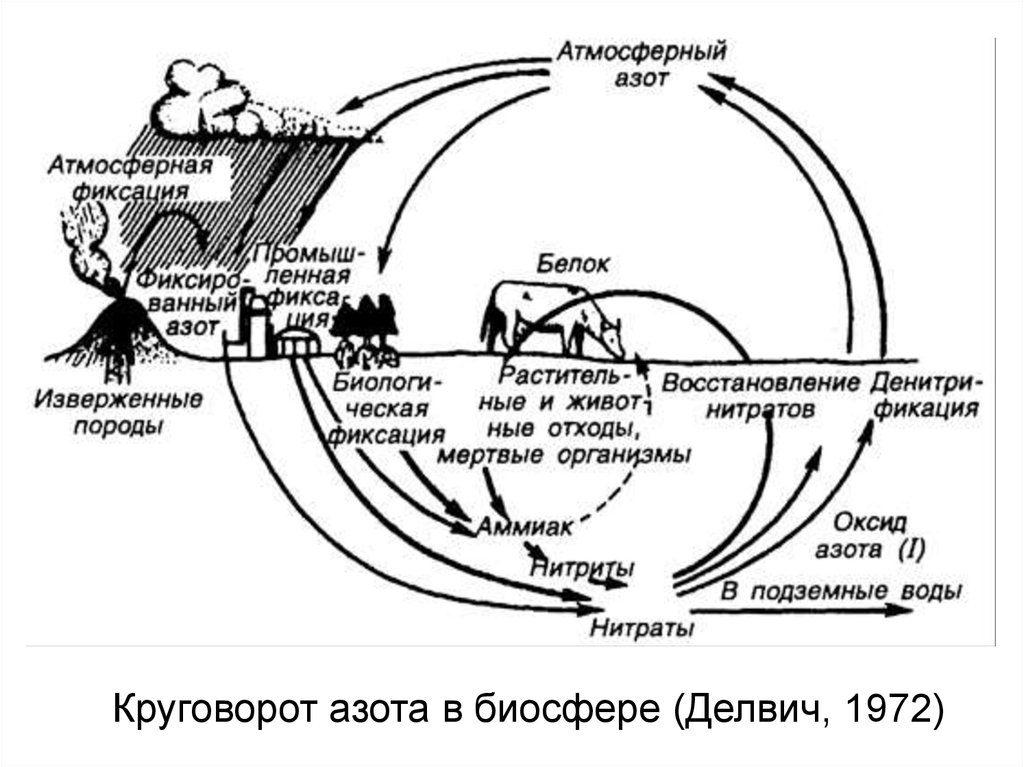 Атмосферный
азот
Атмосферная
фиксация
Промыш-
ленная
фикса-
ция
Фиксиро-
ванный
азот
Белок
Изверженные
породы
Биологи-
ческая
фиксация
Раститель-
ные и живот-
ные отходы,
мертвые организмы
Восстановление
нитратов
Денитри-
фикация
Аммиак
Оксид
азота (I)
Нитриты
В подземные воды
Нитраты
Круговорот азота в биосфере (Делвич, 1972)